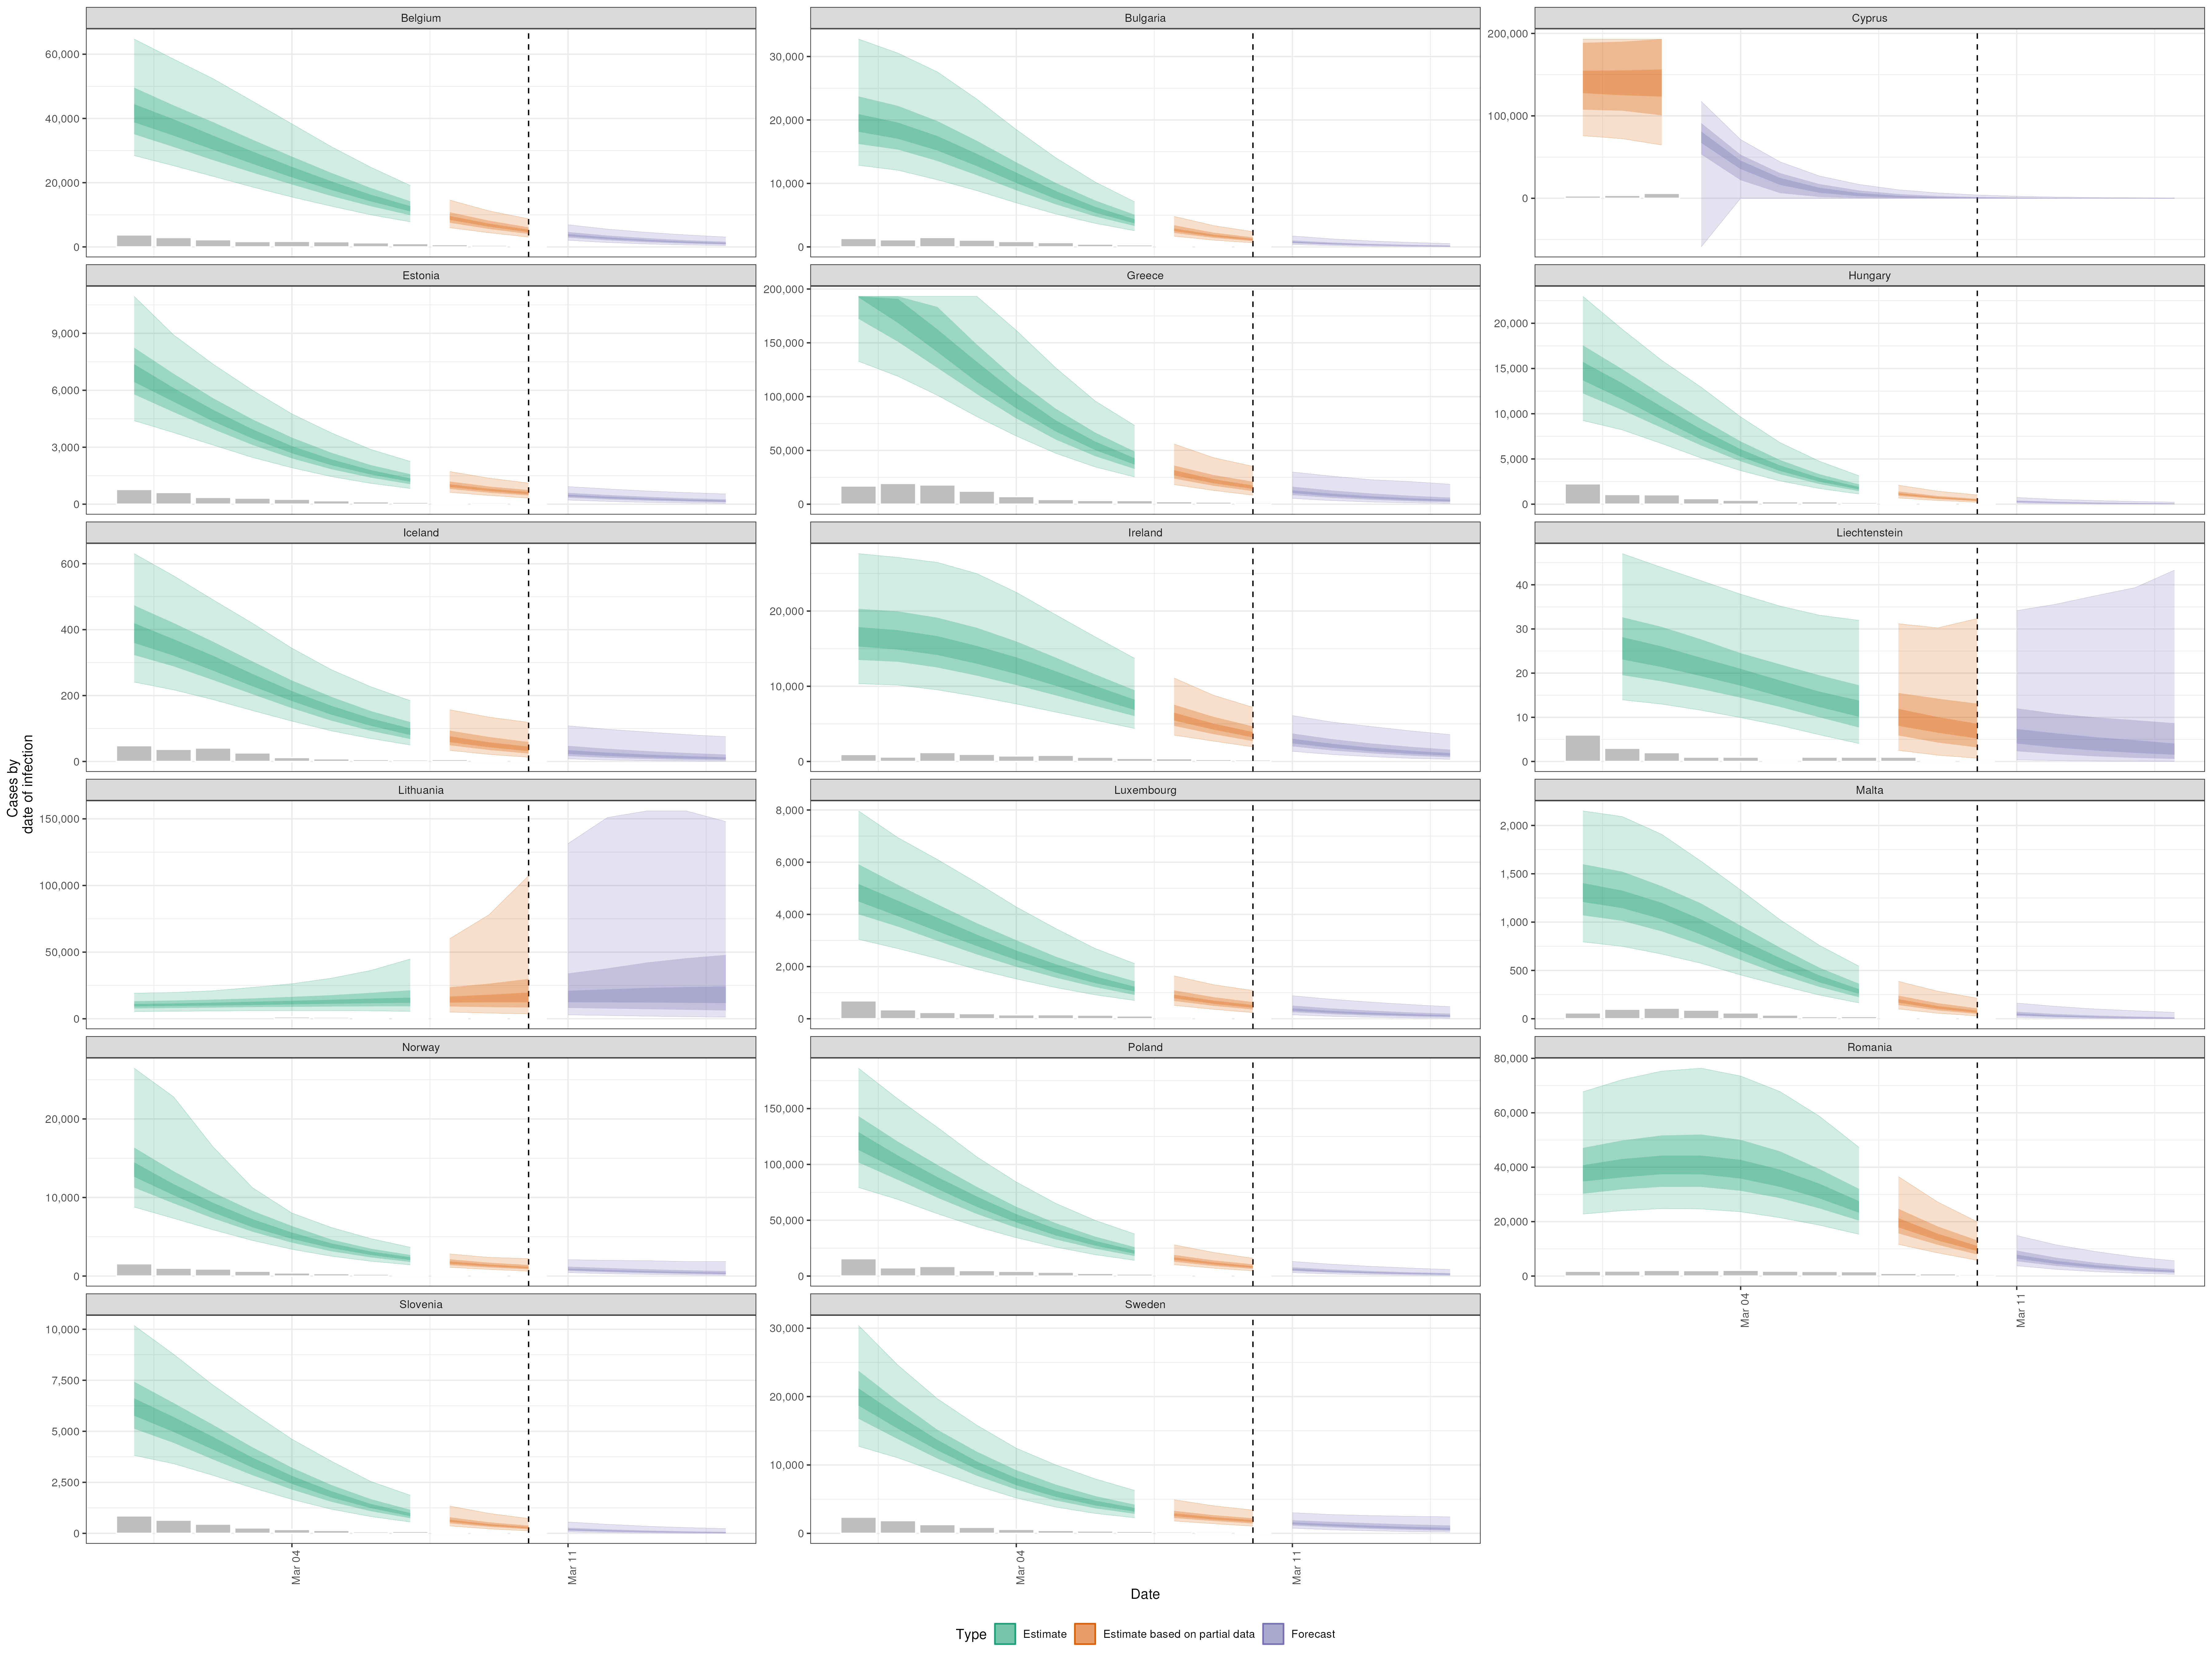 Belgium
Bulgaria
Cyprus
60,000
40,000
20,000
0
30,000
20,000
10,000
0
200,000
100,000
0
Estonia
Greece
Hungary
9,000
6,000
3,000
0
200,000
150,000
100,000
50,000
0
20,000
15,000
10,000
5,000
0
Iceland
Ireland
Liechtenstein
600
400
200
0
20,000
10,000
0
40
30
20
10
0
Cases by
date of infection
Lithuania
Luxembourg
Malta
150,000
100,000
50,000
0
8,000
6,000
4,000
2,000
0
2,000
1,500
1,000
500
0
Norway
Poland
Romania
20,000
10,000
0
150,000
100,000
50,000
0
80,000
60,000
40,000
20,000
0
Mar 04
Mar 11
Slovenia
Sweden
10,000
7,500
5,000
2,500
0
30,000
20,000
10,000
0
Mar 04
Mar 11
Mar 04
Mar 11
Date
Type Estimate Estimate based on partial data Forecast